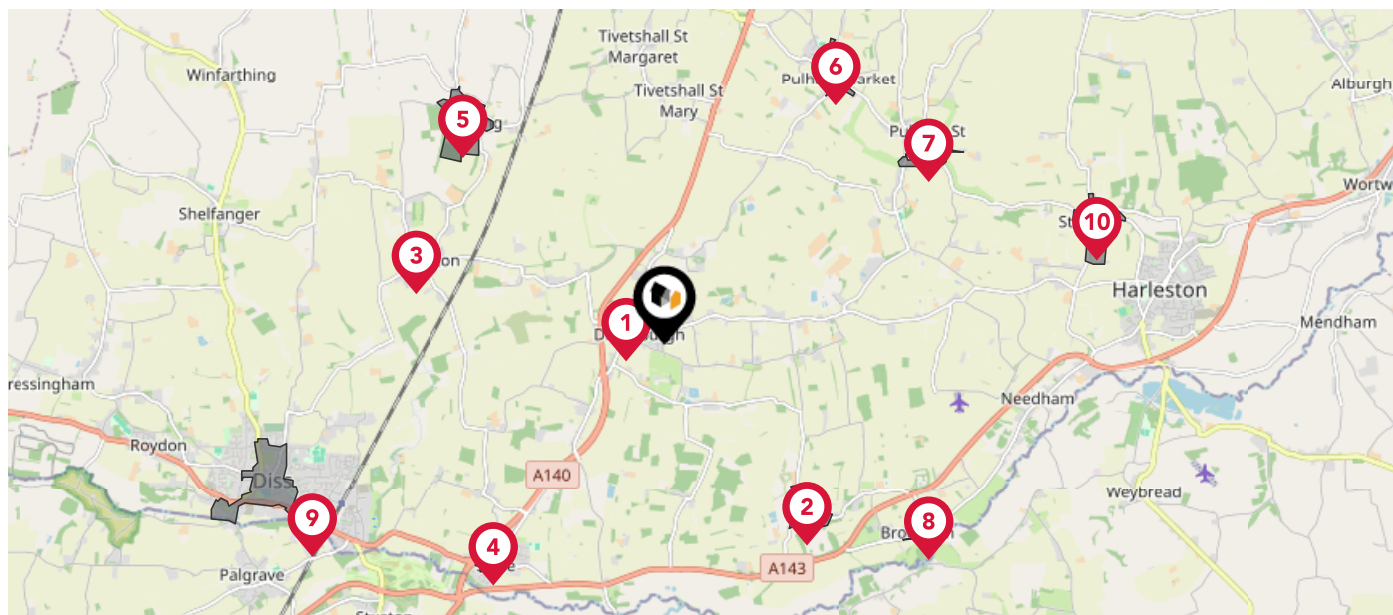 Tivetshall St
Margaret
6
Winfarthing
Alburgh
Tivetshall St
Mary
5
7
Wortw
Shelfanger
10
3
Harleston
1
Mendham
ressingham
Needham
Roydon
A140
Diss
Weybread
2
9
8
4
A143
Palgrave